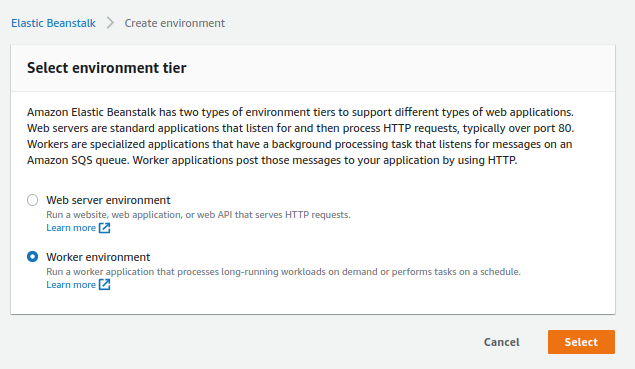 Elastic Beanstalk > Create environment
Select environment tier
Amazon Elastic Beanstalk has two types of environment tiers to support different types of web applications.
Web servers are standard applications that listen for and then process HTTP requests, typically over port 80.
Workers are specialized applications that have a background processing task that listens for messages on an
Amazon SQS queue. Worker applications post those messages to your application by using HTTP.
Web server environment
Run a website, web application, or web API that serves HTTP requests.
Learn more
Worker environment
Run a worker application that processes long-running workloads on demand or performs tasks on a schedule.
Learn more
Cancel Select